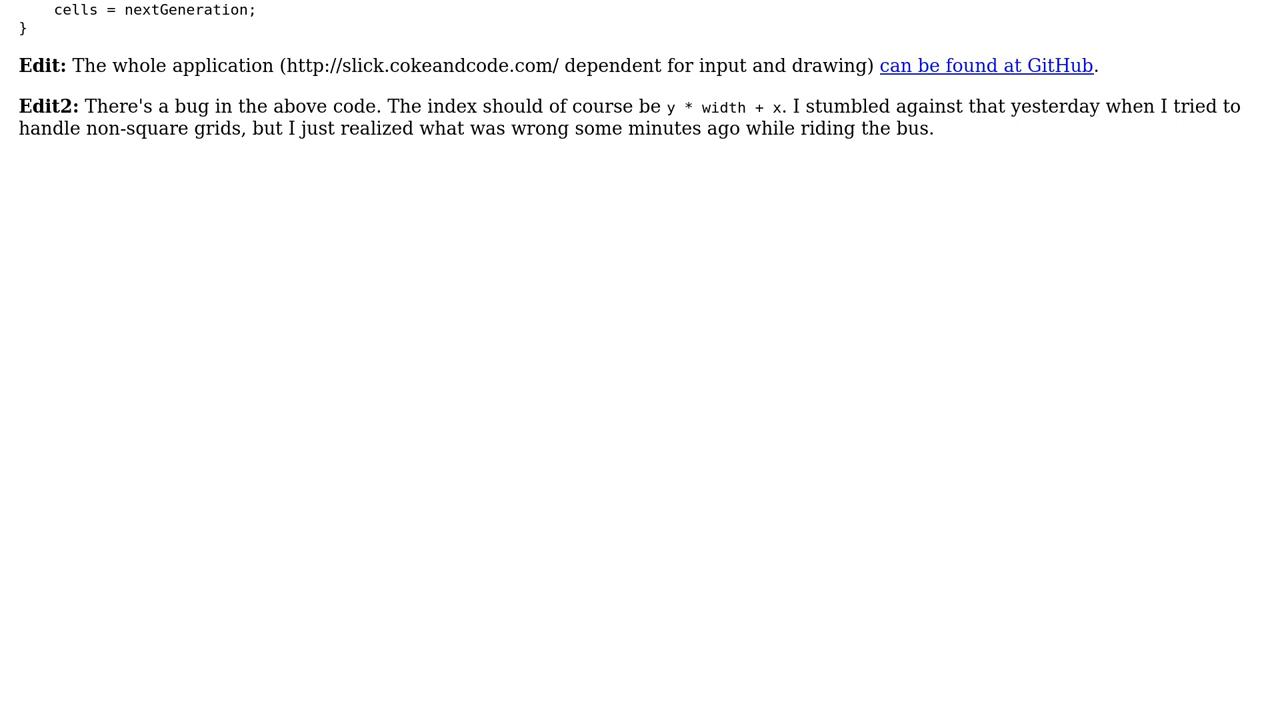 cells = nextGeneration;
}
Edit: The whole application (http://slick.cokeandcode.com/ dependent for input and drawing) can be found at GitHub.
Edit2: There's a bug in the above code. The index should of course be y * width + x. I stumbled against that yesterday when I tried to
handle non-square grids, but I just realized what was wrong some minutes ago while riding the bus.